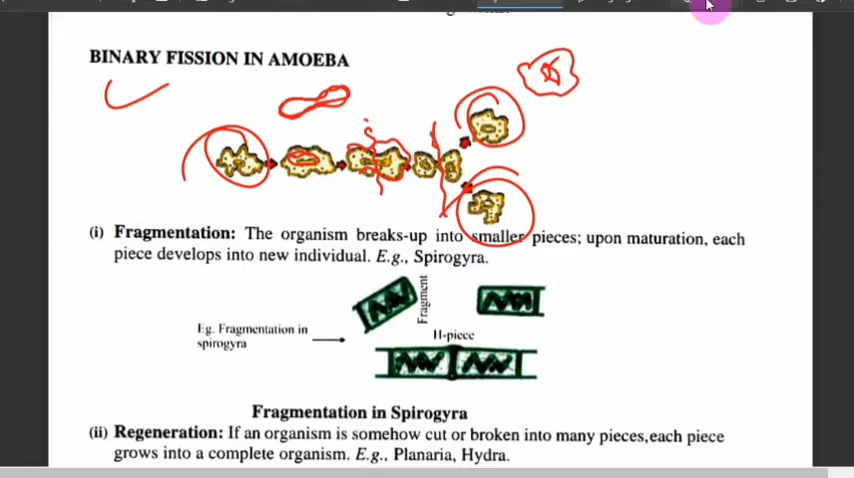 BINARY FISSION IN AMOEBA
(i) Fragmentation: The organism breaks-up into smaller pieces; upon maturation, each
piece develops into new individual. E.g., Spirogyra.
Fragment
Eg. Fragmentation in
spirogyra
H-piece
Fragmentation in Spirogyra
(ii) Regeneration: If an organism is somehow cut or broken into many pieces,each piece
grows into a complete organism. E.g., Planaria, Hydra.